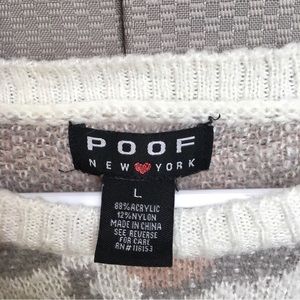 POOF
NEW YORK
L
88% ACRYLIC
12% NYLON
MADE IN CHINA
SEE REVERSE
FOR CARE
RN# 116153